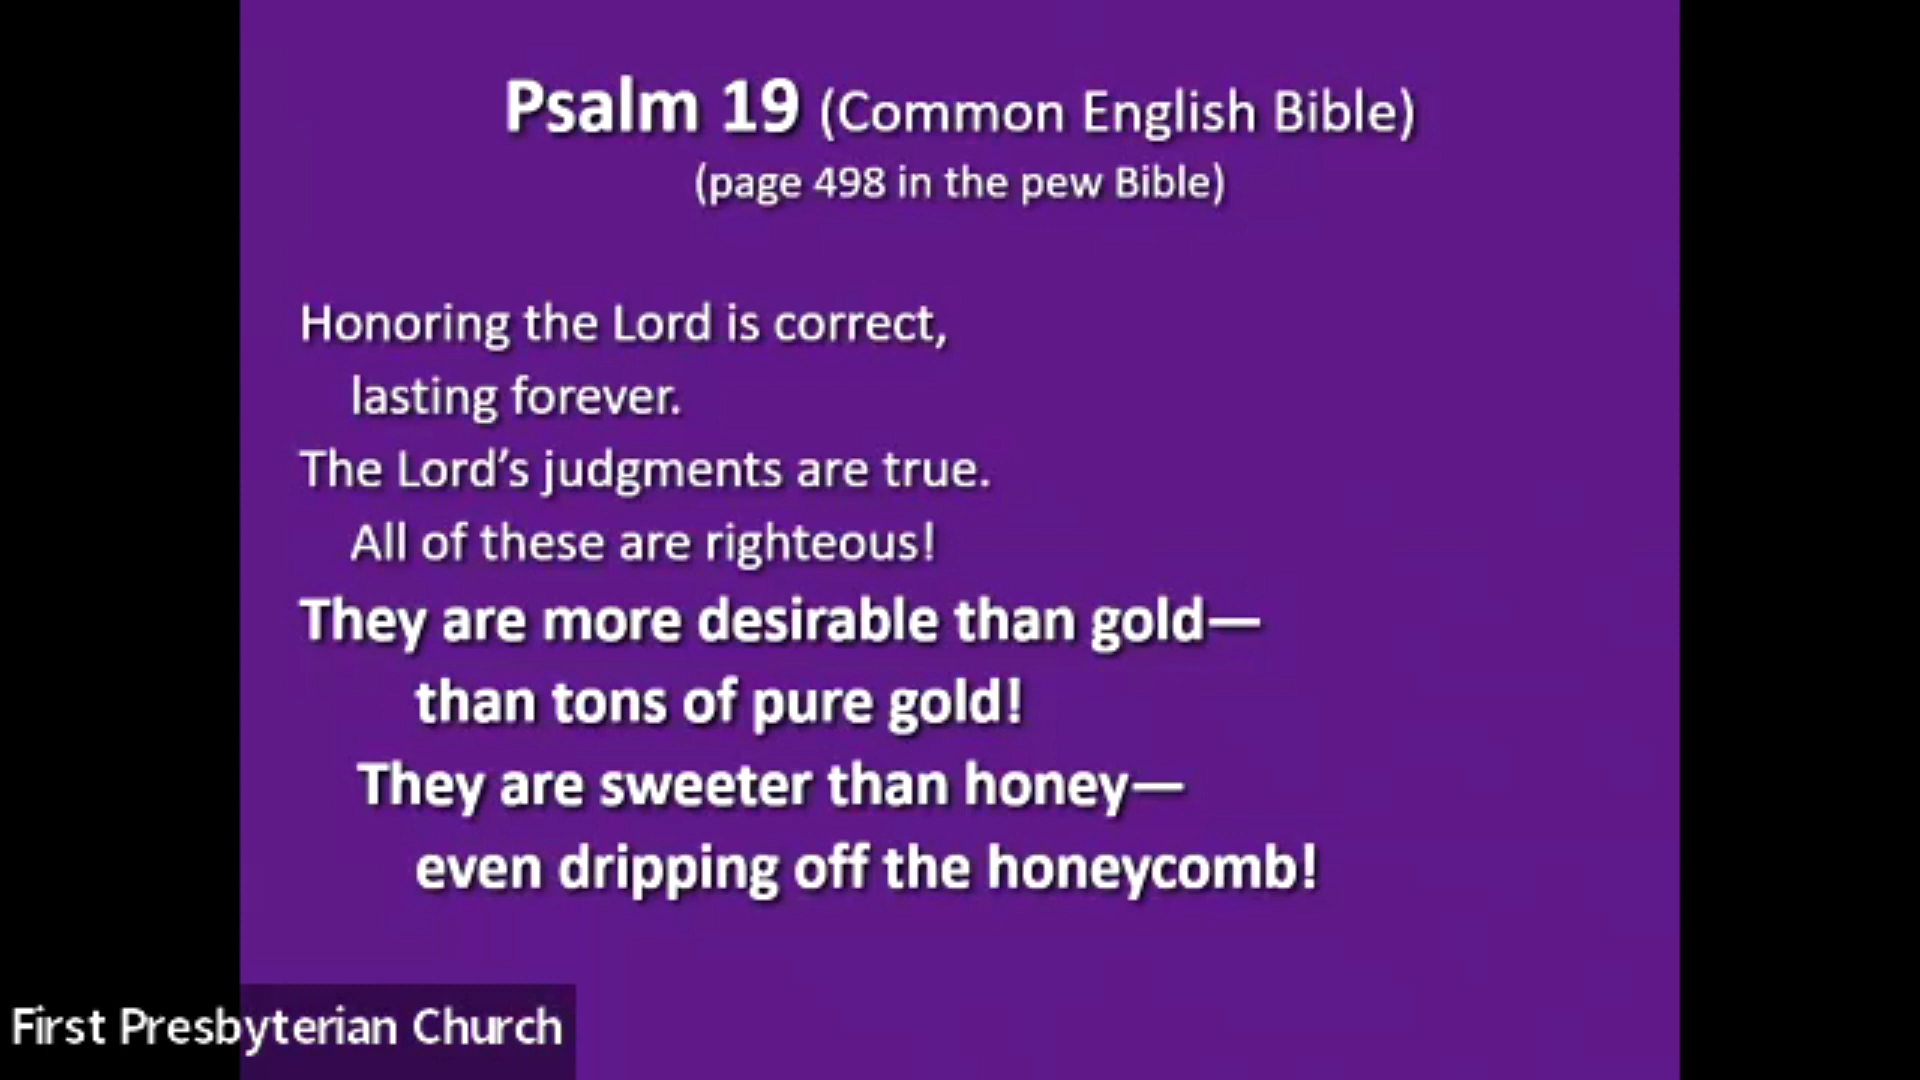 Psalm 19 (Common English Bible)
(page 498 in the pew Bible)
Honoring the Lord is correct,
lasting forever.
The Lord’s judgments are true.
All of these are righteous!
They are more desirable than gold—
than tons of pure gold!
They are sweeter than honey—
even dripping off the honeycomb!
First Presbyterian Church